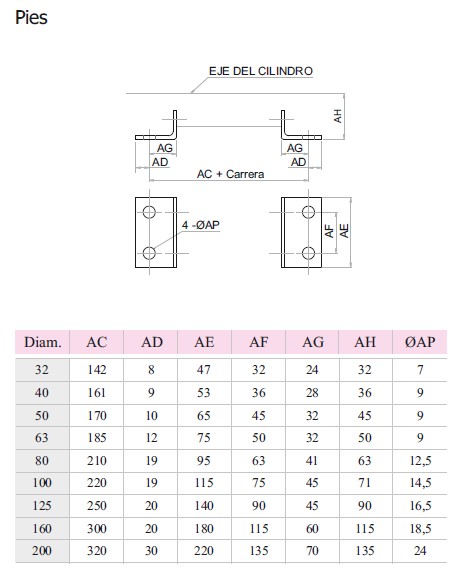 Pies
EJE DEL CILINDRO
AH
AG AG
AD AD
AC + Carrera
4 -ØAP
AF AE
Diam. AC AD AE AF AG AH ØAP
32 142 8 47 32 24 32 7
40 161 9 53 36 28 36 9
50 170 10 65 45 32 45 9
63 185 12 75 50 32 50 9
80 210 19 95 63 41 63 12,5
100 220 19 115 75 45 71 14,5
125 250 20 140 90 45 90 16,5
160 300 20 180 115 60 115 18,5
200 320 30 220 135 70 135 24